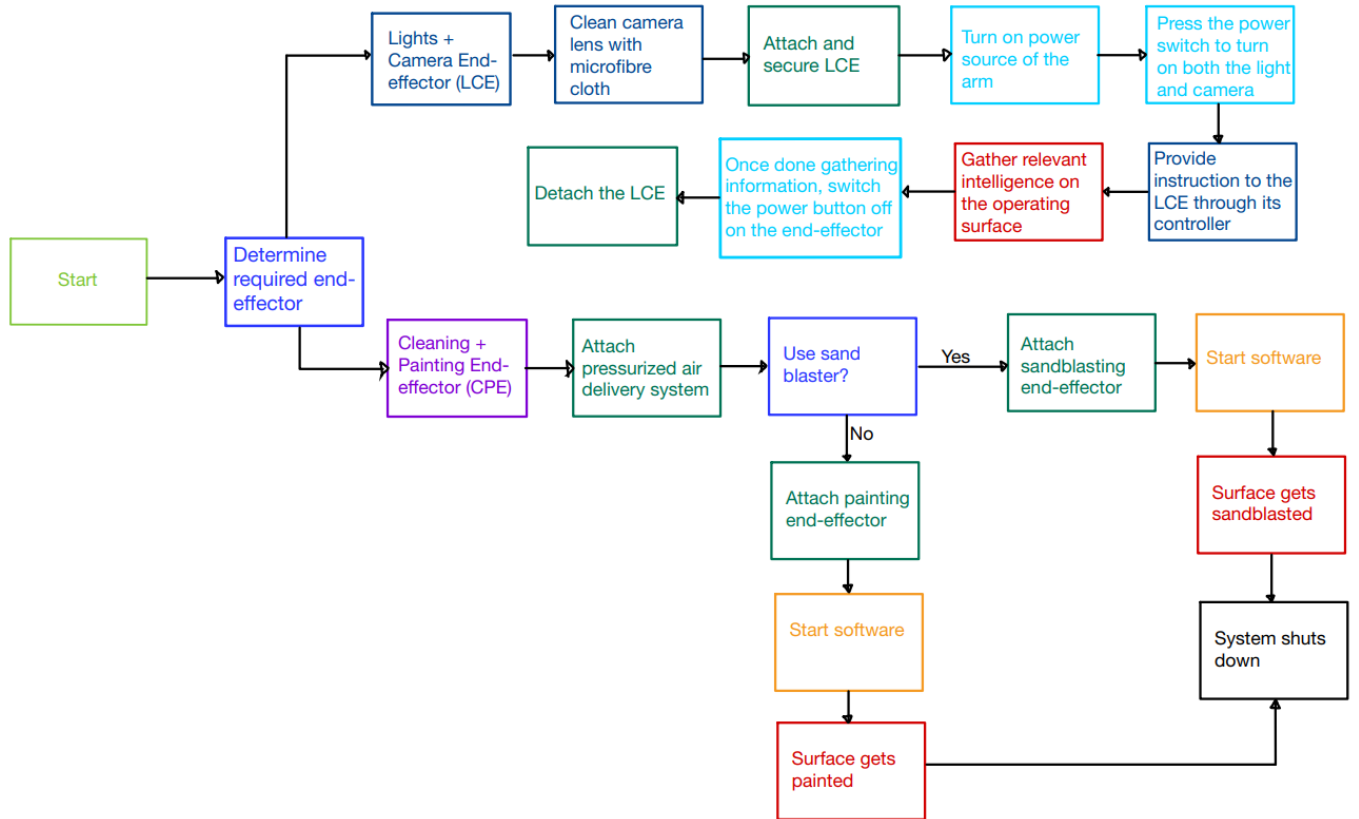 Lights +
Camera End-
effector (LCE)
Clean camera
lens with
microfibre
cloth
Attach and
secure LCE
Turn on power
source of the
arm
Press the power
switch to turn
on both the light
and camera
Provide
instruction to the
LCE through its
controller
Gather relevant
intelligence on
the operating
surface
Once done gathering
information, switch
the power button off
on the end-effector
Detach the LCE
Start
Determine
required end-
effector
Cleaning +
Painting End-
effector (CPE)
Attach
pressurized air
delivery system
Use sand
blaster?
Yes
Attach
sandblasting
end-effector
Start software
Surface gets
sandblasted
No
Attach painting
end-effector
Start software
Surface gets
painted
System shuts
down